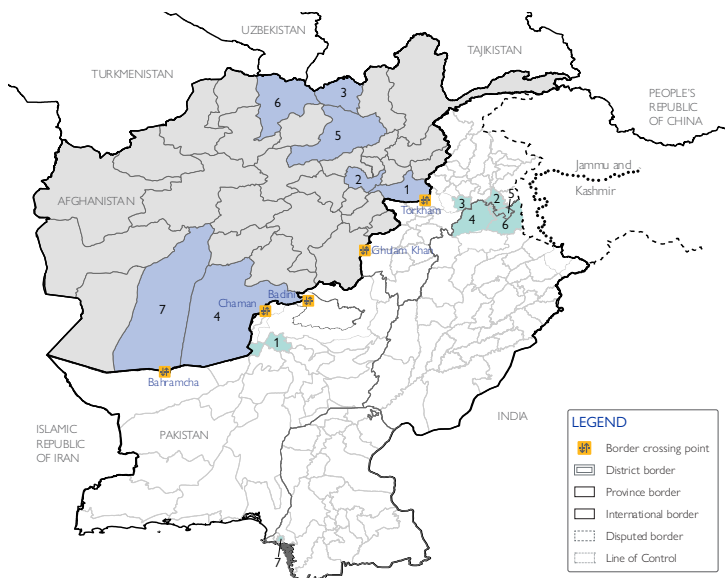 UZBEKISTAN
TAJIKISTAN
TURKMENISTAN
PEOPLE'S
REPUBLIC
OF CHINA
6
3
5
Jammu and
Kashmir
2
1
AFGHANISTAN
Torkham
3
2
5
4
6
Ghulam Khan
7
4
Chaman
Badini
1
Bahramcha
ISLAMIC
REPUBLIC
OF IRAN
PAKISTAN
INDIA
7
LEGEND
Border crossing point
District border
Province border
International border
Disputed border
Line of Control